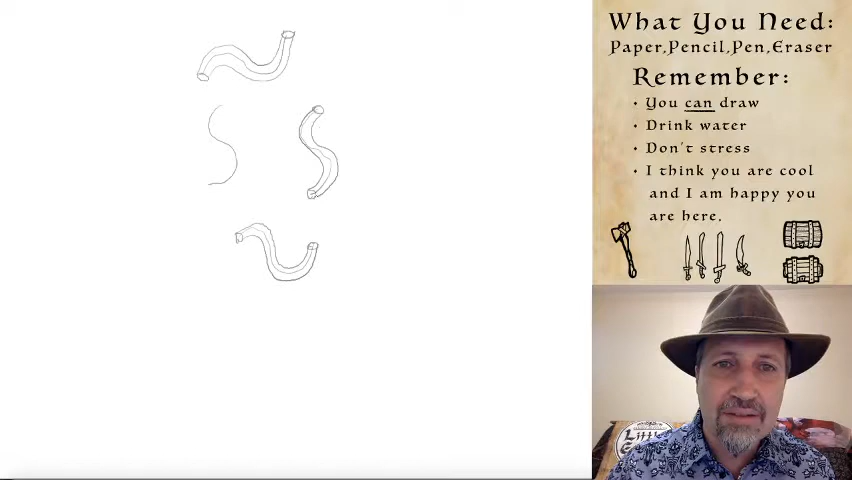 What You Need:
Paper,Pencil,Pen,Eraser
Remember:
• You can draw
• Drink water
• Don't stress
• I think you are cool
and I am happy you
are here.
Little